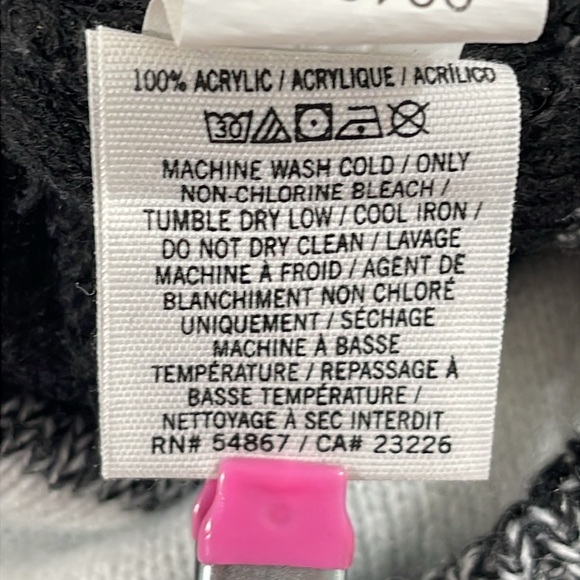 100% ACRYLIC / ACRYLIQUE / ACRÍLICO
30
MACHINE WASH COLD / ONLY
NON-CHLORINE BLEACH /
TUMBLE DRY LOW / COOL IRON /
DO NOT DRY CLEAN / LAVAGE
MACHINE À FROID / AGENT DE
BLANCHIMENT NON CHLORÉ
UNIQUEMENT / SÉCHAGE
MACHINE À BASSE
TEMPÉRATURE / REPASSAGE À
BASSE TEMPÉRATURE /
NETTOYAGE À SEC INTERDIT
RN# 54867 / CA# 23226